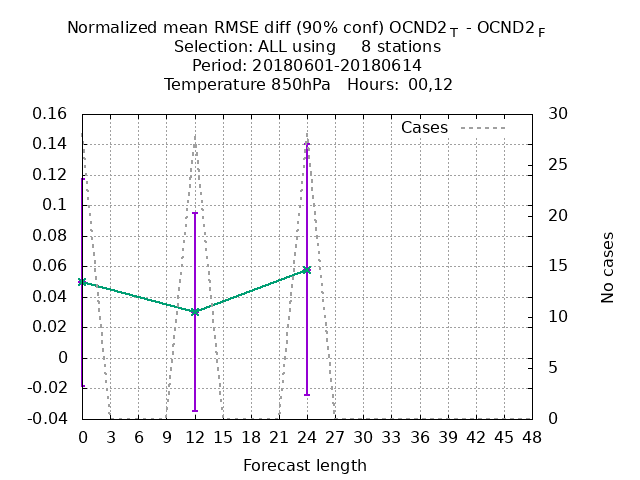 Normalized mean RMSE diff (90% conf) OCND2 T - OCND2 F
Selection: ALL using 8 stations
Period: 20180601-20180614
Temperature 850hPa Hours: 00,12
Cases
0.16
0.14
0.12
0.1
0.08
0.06
0.04
0.02
0
-0.02
-0.04
30
25
20
15
10
5
0
No cases
0 3 6 9 12 15 18 21 24 27 30 33 36 39 42 45 48
Forecast length